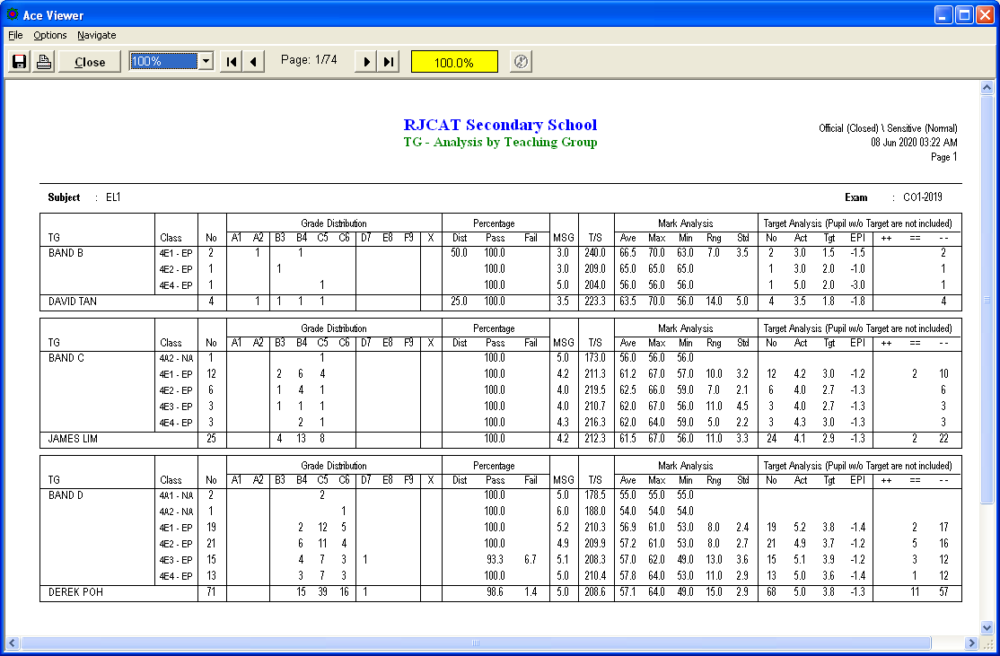 Ace Viewer
File Options Navigate
Close 100% Page: 1/74 100.0%
RJCAT Secondary School
TG - Analysis by Teaching Group
Official (Closed) \ Sensitive (Normal)
08 Jun 2020 03:22 AM
Page 1
Subject : EL1 Exam : CO1-2019
Grade Distribution Percentage Mark Analysis Target Analysis (Pupil w/o Target are not included)
TG Class No A1 A2 B3 B4 C5 C6 D7 E8 F9 X Dist Pass Fail MSG T/S Ave Max Min Rng Std No Act Tgt EPI ++ == --
BAND B 4E1 - EP 2 1 1 50.0 100.0 3.0 240.0 66.5 70.0 63.0 7.0 3.5 2 3.0 1.5 -1.5 2
4E2 - EP 1 1 100.0 3.0 209.0 65.0 65.0 65.0 1 3.0 2.0 -1.0 1
4E4 - EP 1 1 100.0 5.0 204.0 56.0 56.0 56.0 1 5.0 2.0 -3.0 1
DAVID TAN 4 1 1 1 1 25.0 100.0 3.5 223.3 63.5 70.0 56.0 14.0 5.0 4 3.5 1.8 -1.8 4
Grade Distribution Percentage Mark Analysis Target Analysis (Pupil w/o Target are not included)
TG Class No A1 A2 B3 B4 C5 C6 D7 E8 F9 X Dist Pass Fail MSG T/S Ave Max Min Rng Std No Act Tgt EPI ++ == --
BAND C 4A2 - NA 1 1 100.0 5.0 173.0 56.0 56.0 56.0
4E1 - EP 12 2 6 4 100.0 4.2 211.3 61.2 67.0 57.0 10.0 3.2 12 4.2 3.0 -1.2 2 10
4E2 - EP 6 1 4 1 100.0 4.0 219.5 62.5 66.0 59.0 7.0 2.1 6 4.0 2.7 -1.3 6
4E3 - EP 3 1 1 1 100.0 4.0 210.7 62.0 67.0 56.0 11.0 4.5 3 4.0 2.7 -1.3 3
4E4 - EP 3 2 1 100.0 4.3 216.3 62.0 64.0 59.0 5.0 2.2 3 4.3 3.0 -1.3 3
JAMES LIM 25 4 13 8 100.0 4.2 212.3 61.5 67.0 56.0 11.0 3.3 24 4.1 2.9 -1.3 2 22
Grade Distribution Percentage Mark Analysis Target Analysis (Pupil w/o Target are not included)
TG Class No A1 A2 B3 B4 C5 C6 D7 E8 F9 X Dist Pass Fail MSG T/S Ave Max Min Rng Std No Act Tgt EPI ++ == --
BAND D 4A1 - NA 2 2 100.0 5.0 178.5 55.0 55.0 55.0
4A2 - NA 1 1 100.0 6.0 188.0 54.0 54.0 54.0
4E1 - EP 19 2 12 5 100.0 5.2 210.3 56.9 61.0 53.0 8.0 2.4 19 5.2 3.8 -1.4 2 17
4E2 - EP 21 6 11 4 100.0 4.9 209.9 57.2 61.0 53.0 8.0 2.7 21 4.9 3.7 -1.2 5 16
4E3 - EP 15 4 7 3 1 93.3 6.7 5.1 208.3 57.0 62.0 49.0 13.0 3.6 15 5.1 3.9 -1.2 3 12
4E4 - EP 13 3 7 3 100.0 5.0 210.4 57.8 64.0 53.0 11.0 2.9 13 5.0 3.6 -1.4 1 12
DEREK POH 71 15 39 16 1 98.6 1.4 5.0 208.6 57.1 64.0 49.0 15.0 2.9 68 5.0 3.8 -1.3 11 57